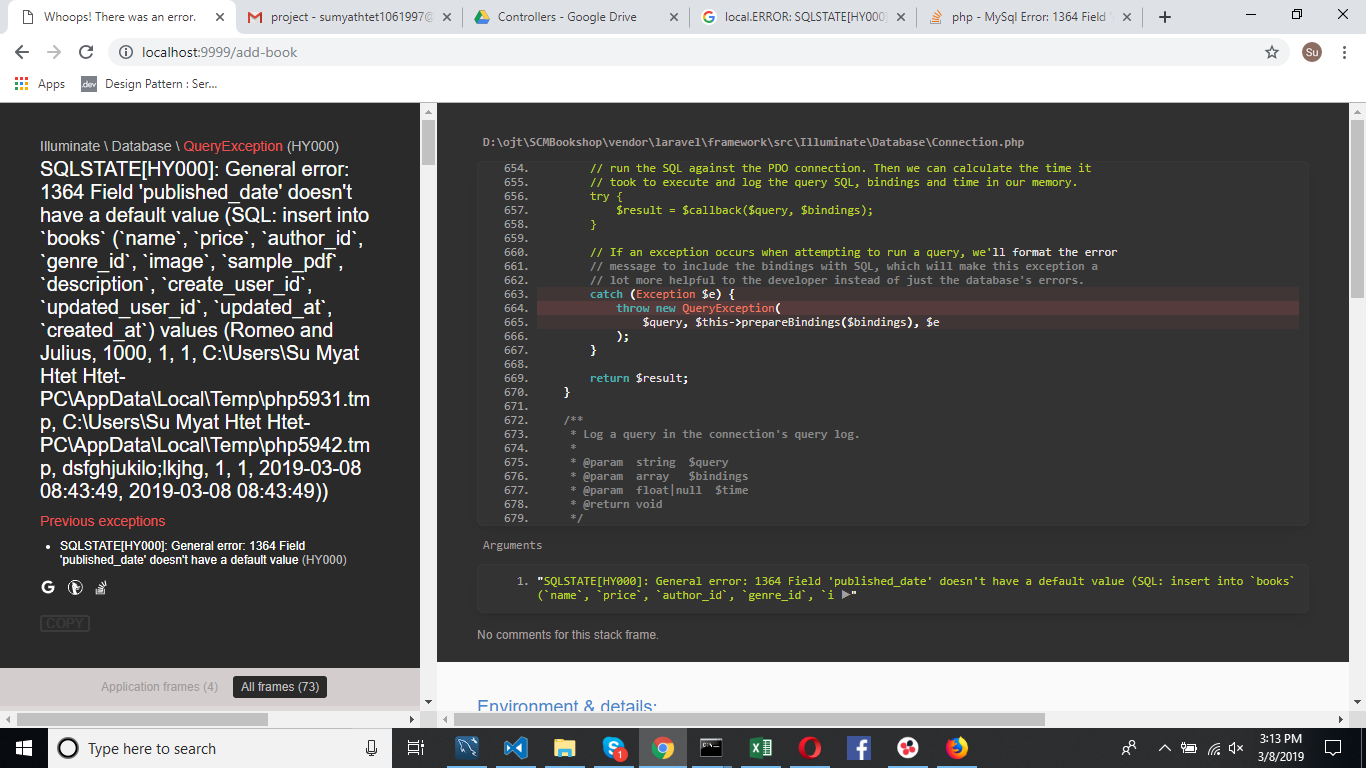 Whoops! There was an error.
project - sumyathtet1061997@
Controllers - Google Drive
local.ERROR: SQLSTATE[HY000]
php - MySql Error: 1364 Field
localhost:9999/add-book
Su
Apps
.dev
Design Pattern : Ser...
Illuminate \ Database \ QueryException (HY000)
SQLSTATE[HY000]: General error:
1364 Field 'published_date' doesn't
have a default value (SQL: insert into
`books` (`name`, `price`, `author_id`,
`genre_id`, `image`, `sample_pdf`,
`description`, `create_user_id`,
`updated_user_id`, `updated_at`,
`created_at`) values (Romeo and
Julius, 1000, 1, 1, C:\Users\Su Myat
Htet Htet-
PC\AppData\Local\Temp\php5931.tm
p, C:\Users\Su Myat Htet Htet-
PC\AppData\Local\Temp\php5942.tm
p, dsfghjukilo;lkjhg, 1, 1, 2019-03-08
08:43:49, 2019-03-08 08:43:49))
Previous exceptions
• SQLSTATE[HY000]: General error: 1364 Field
'published_date' doesn't have a default value (HY000)
COPY
Application frames (4)
All frames (73)
D:\ojt\SCMBookshop\vendor\laravel\framework\src\Illuminate\Database\Connection.php
654. // run the SQL against the PDO connection. Then we can calculate the time it
655. // took to execute and log the query SQL, bindings and time in our memory.
656. try {
657. $result = $callback($query, $bindings);
658. }
659.
660. // If an exception occurs when attempting to run a query, we'll format the error
661. // message to include the bindings with SQL, which will make this exception a
662. // lot more helpful to the developer instead of just the database's errors.
663. catch (Exception $e) {
664. throw new QueryException(
665. $query, $this->prepareBindings($bindings), $e
666. );
667. }
668.
669. return $result;
670. }
671.
672. /**
673. * Log a query in the connection's query log.
674. *
675. * @param string $query
676. * @param array $bindings
677. * @param float|null $time
678. * @return void
679. */
Arguments
1. "SQLSTATE[HY000]: General error: 1364 Field 'published_date' doesn't have a default value (SQL: insert into `books`
(`name`, `price`, `author_id`, `genre_id`, `i ▶"
No comments for this stack frame.
Environment & details:
Type here to search
1
3:13 PM
3/8/2019